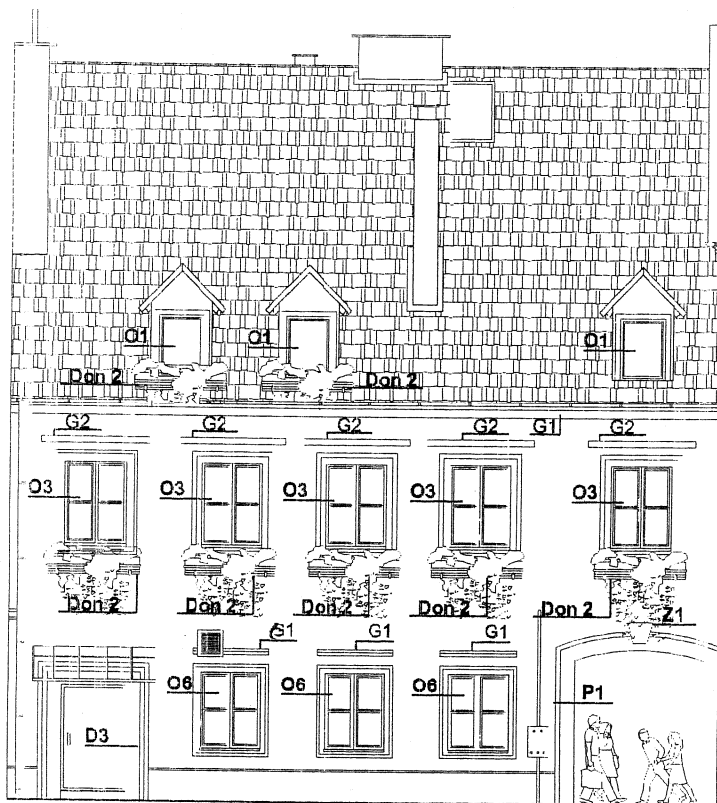 O1 O1 O1
Don 2 Don 2
G2 G2 G2 G2 G1 G2
O3 O3 O3 O3 O3
Don 2 Don 2 Don 2 Don 2 Don 2
Z1
G1 G1
O6 O6 O6 P1
D3